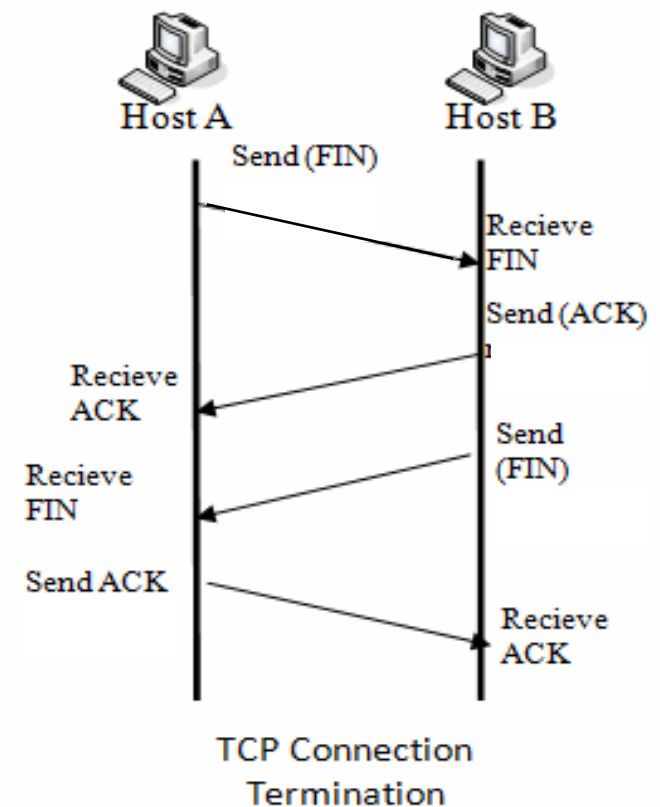 Host A
Host B
Send (FIN)
Recieve
FIN
Send (ACK)
Recieve
ACK
Send
(FIN)
Recieve
FIN
Send ACK
Recieve
ACK
TCP Connection
Termination